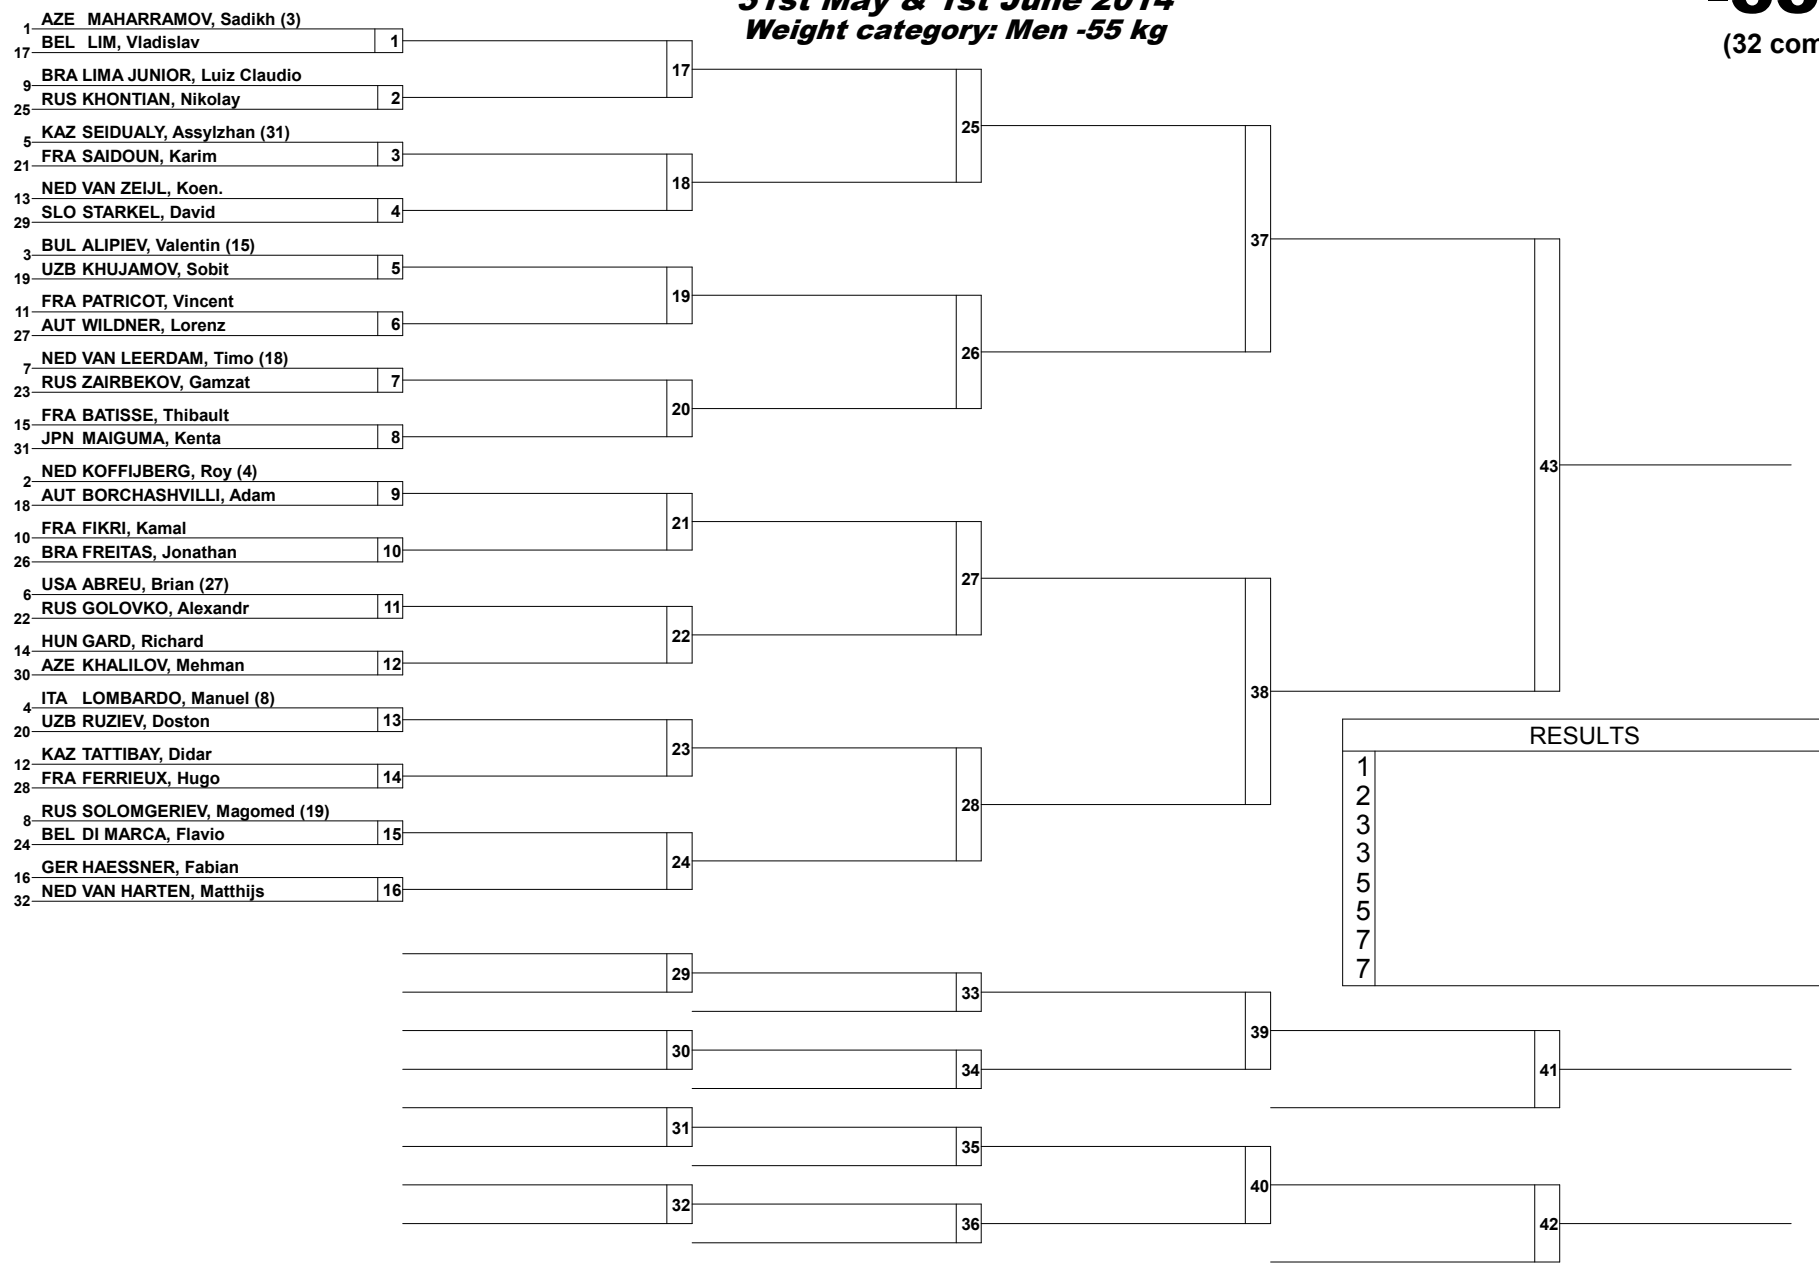 31st May & 1st June 2014
Weight category: Men -55 kg
(32 com
1 AZE MAHARRAMOV, Sadikh (3)
17 BEL LIM, Vladislav 1
9 BRA LIMA JUNIOR, Luiz Claudio
25 RUS KHONTIAN, Nikolay 2
5 KAZ SEIDUALY, Assylzhan (31)
21 FRA SAIDOUN, Karim 3
13 NED VAN ZEIJL, Koen.
29 SLO STARKEL, David 4
3 BUL ALIPIEV, Valentin (15)
19 UZB KHUJAMOV, Sobit 5
11 FRA PATRICOT, Vincent
27 AUT WILDNER, Lorenz 6
7 NED VAN LEERDAM, Timo (18)
23 RUS ZAIRBEKOV, Gamzat 7
15 FRA BATISSE, Thibault
31 JPN MAIGUMA, Kenta 8
2 NED KOFFIJBERG, Roy (4)
18 AUT BORCHASHVILLI, Adam 9
10 FRA FIKRI, Kamal
26 BRA FREITAS, Jonathan 10
6 USA ABREU, Brian (27)
22 RUS GOLOVKO, Alexandr 11
14 HUN GARD, Richard
30 AZE KHALILOV, Mehman 12
4 ITA LOMBARDO, Manuel (8)
20 UZB RUZIEV, Doston 13
12 KAZ TATTIBAY, Didar
28 FRA FERRIEUX, Hugo 14
8 RUS SOLOMGERIEV, Magomed (19)
24 BEL DI MARCA, Flavio 15
16 GER HAESSNER, Fabian
32 NED VAN HARTEN, Matthijs 16
17
18
19
20
21
22
23
24
25
26
27
28
37
38
43
RESULTS
1
2
3
3
5
5
7
7
29
30
31
32
33
34
35
36
39
40
41
42